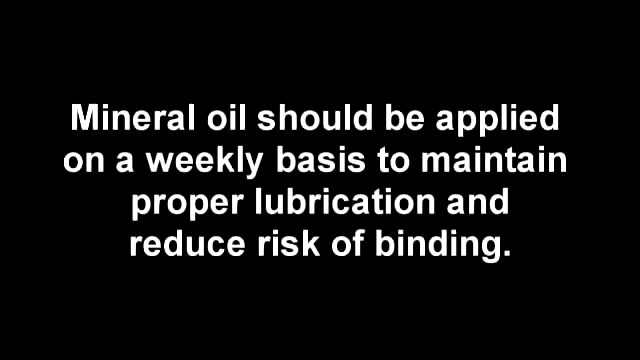 Mineral oil should be applied
on a weekly basis to maintain
proper lubrication and
reduce risk of binding.